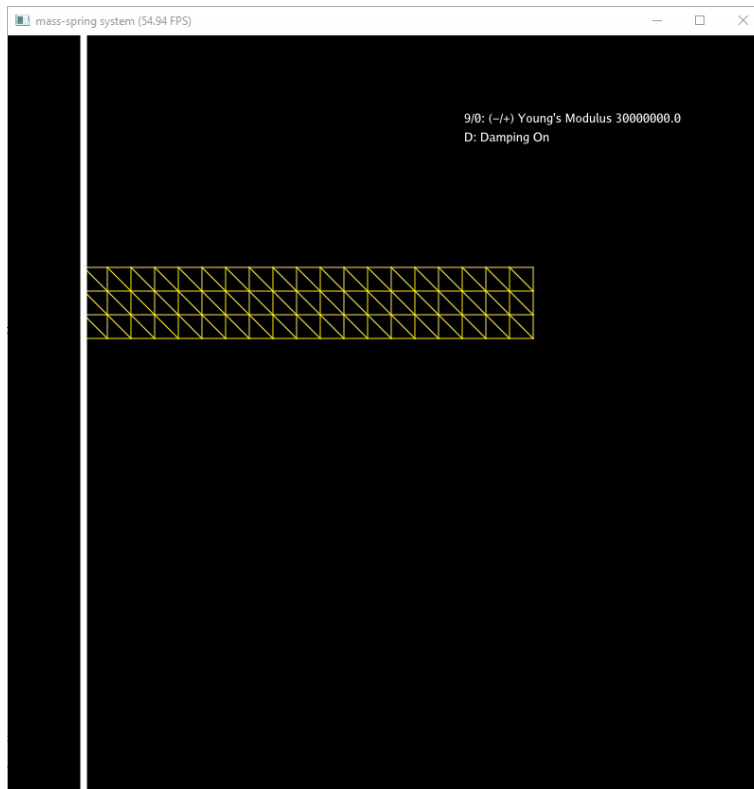 mass-spring system (54.94 FPS)
9/0: (-/+) Young's Modulus 30000000.0
D: Damping On